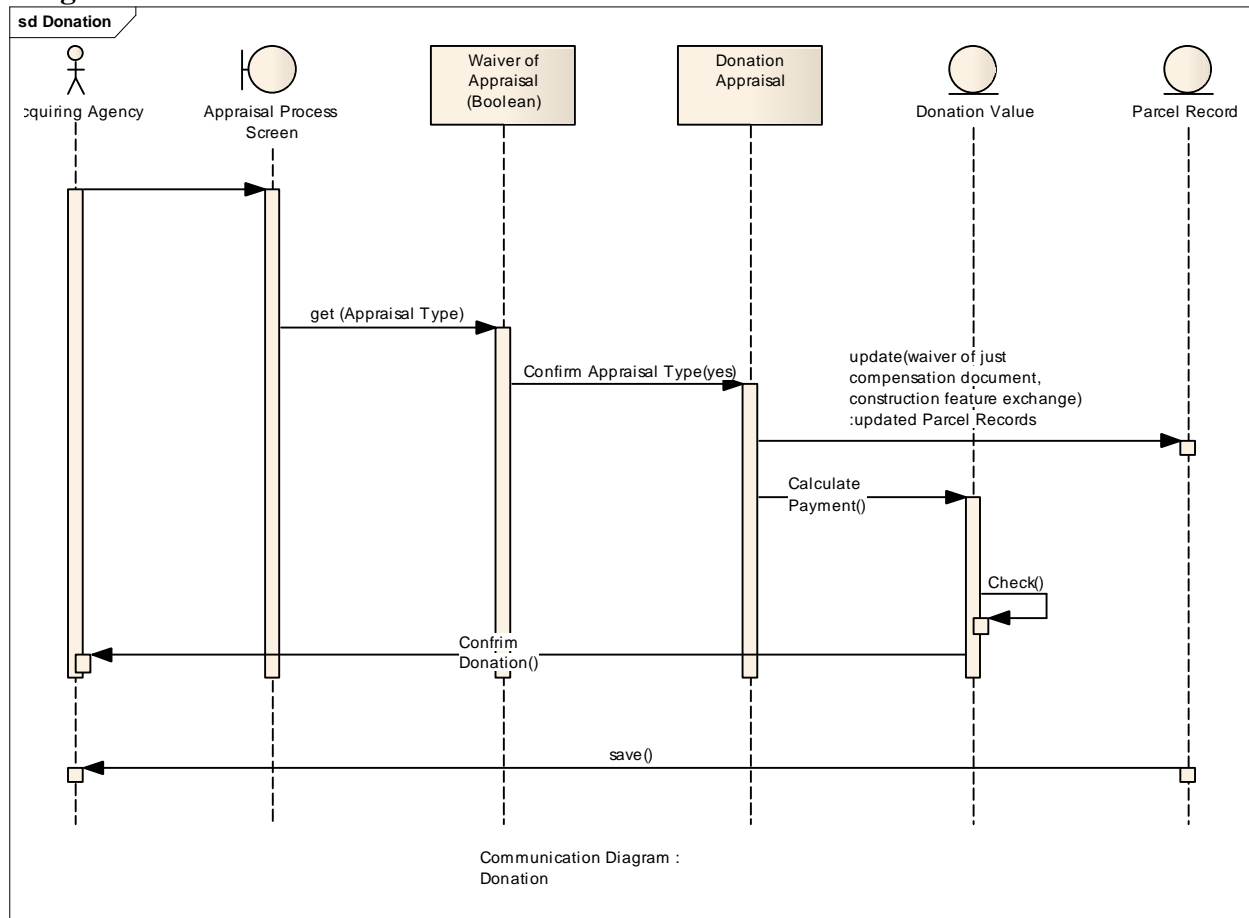 sd Donation
cquiring Agency
Appraisal Process
Screen
Waiver of
Appraisal
(Boolean)
Donation
Appraisal
Donation Value
Parcel Record
get (Appraisal Type)
Confirm Appraisal Type(yes)
update(waiver of just
compensation document,
construction feature exchange)
:updated Parcel Records
Calculate
Payment()
Check()
Confrim
Donation()
save()
Communication Diagram :
Donation